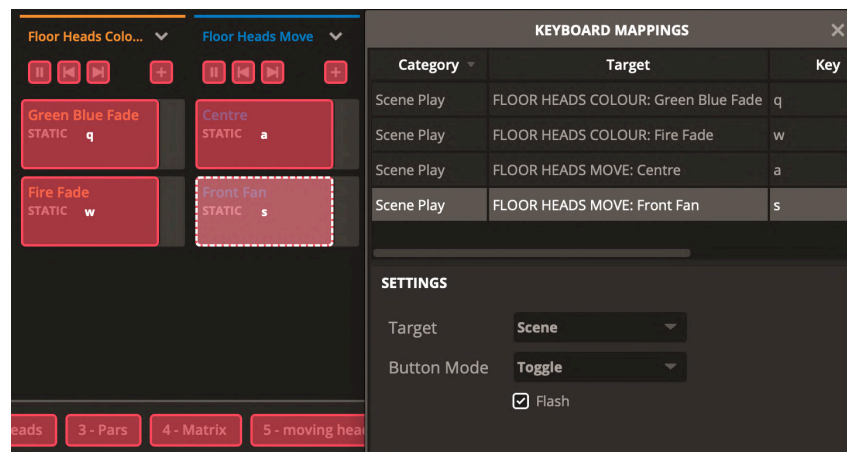 Floor Heads Colo...
Floor Heads Move
Green Blue Fade
STATIC q
Centre
STATIC a
Fire Fade
STATIC w
Front Fan
STATIC s
eads
3 - Pars
4 - Matrix
5 - moving hea
KEYBOARD MAPPINGS
Category Target Key
Scene Play FLOOR HEADS COLOUR: Green Blue Fade q
Scene Play FLOOR HEADS COLOUR: Fire Fade w
Scene Play FLOOR HEADS MOVE: Centre a
Scene Play FLOOR HEADS MOVE: Front Fan s
SETTINGS
Target Scene
Button Mode Toggle
Flash